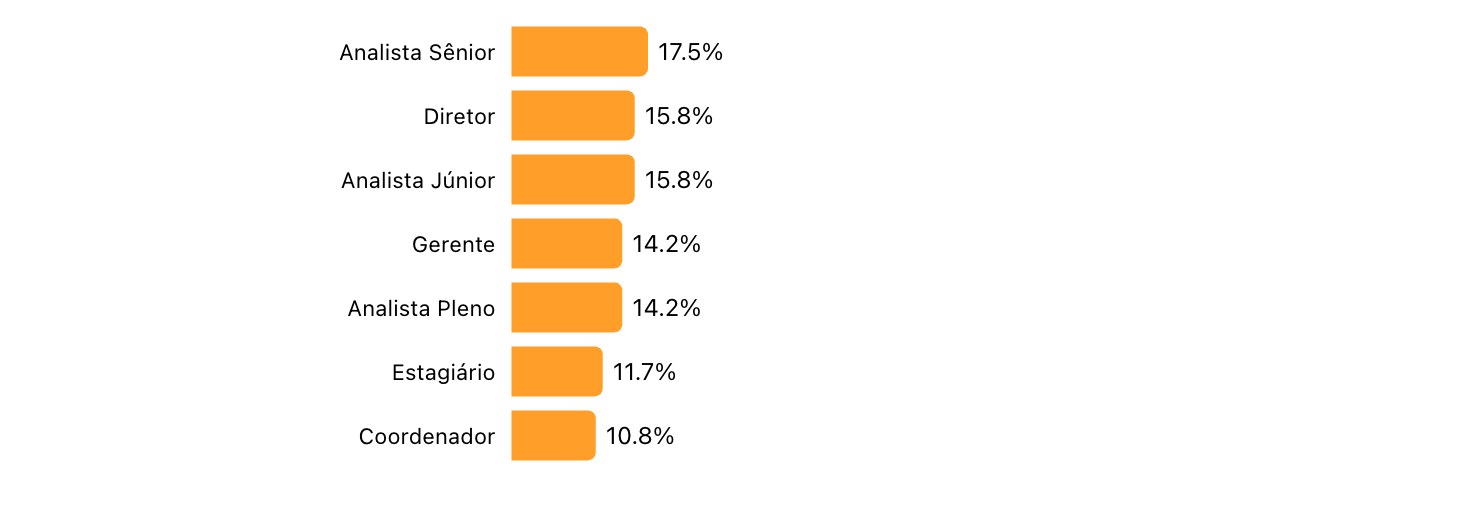 Analista Sênior 17.5%
Diretor 15.8%
Analista Júnior 15.8%
Gerente 14.2%
Analista Pleno 14.2%
Estagiário 11.7%
Coordenador 10.8%